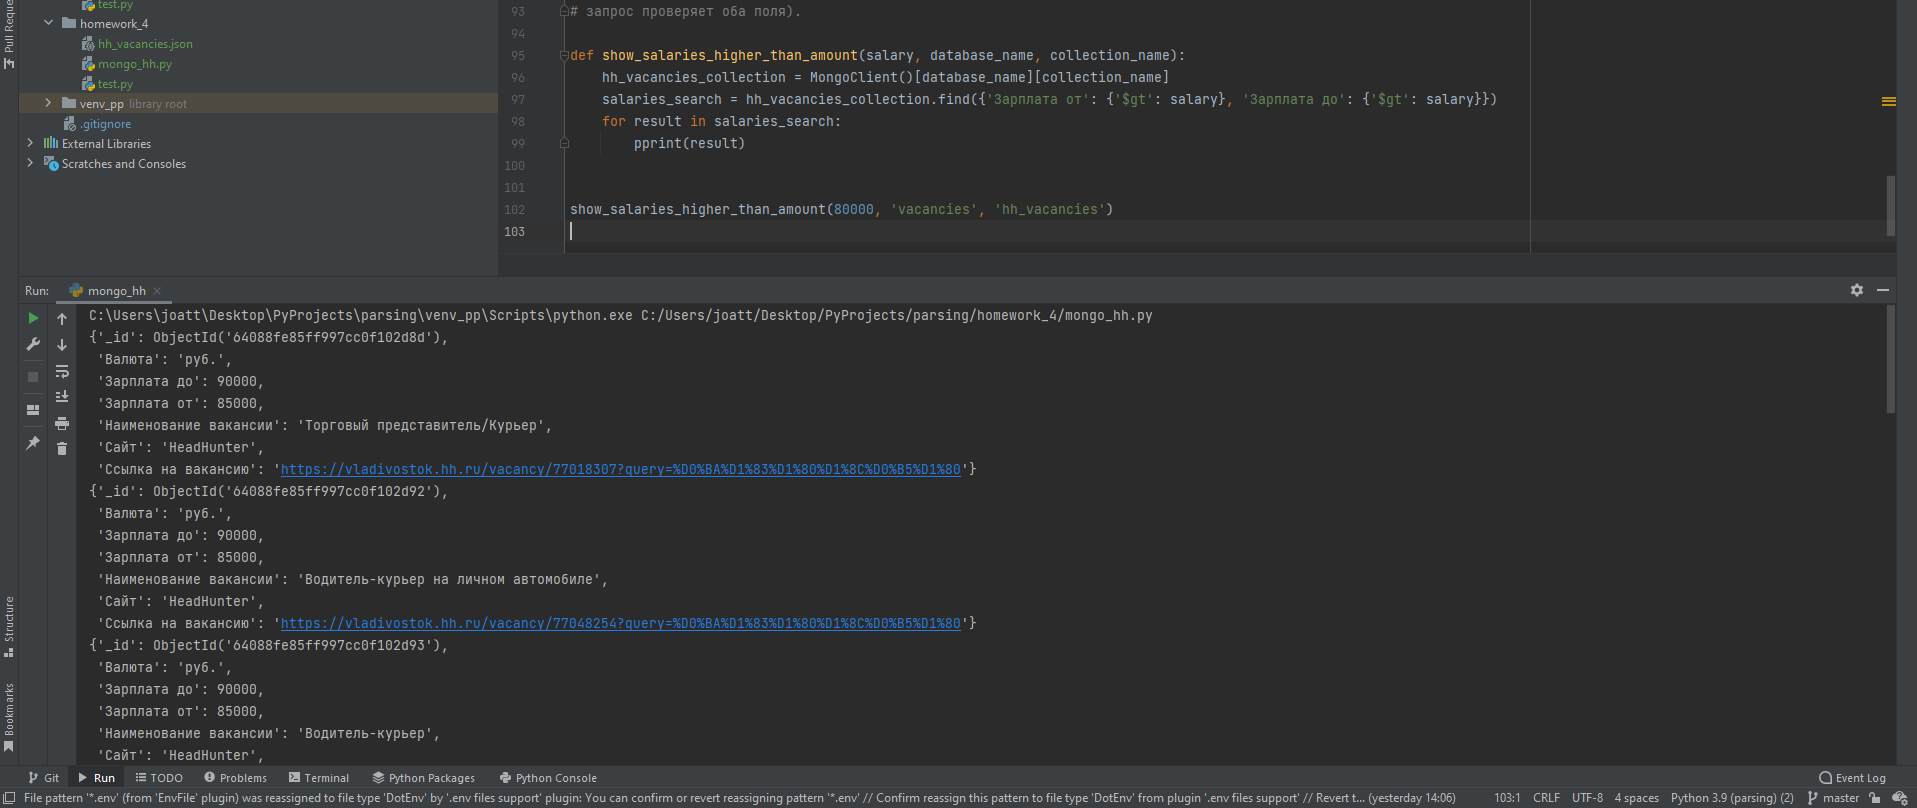 Pull Reque
test.py
homework_4
hh_vacancies.json
mongo_hh.py
test.py
venv_pp library root
.gitignore
External Libraries
Scratches and Consoles
93 # запрос проверяет оба поля).
94
95 def show_salaries_higher_than_amount(salary, database_name, collection_name):
96 hh_vacancies_collection = MongoClient()[database_name][collection_name]
97 salaries_search = hh_vacancies_collection.find({'Зарплата от': {'$gt': salary}, 'Зарплата до': {'$gt': salary}})
98 for result in salaries_search:
99 pprint(result)
100
101
102 show_salaries_higher_than_amount(80000, 'vacancies', 'hh_vacancies')
103
Run: mongo_hh
C:\Users\joatt\Desktop\PyProjects\parsing\venv_pp\Scripts\python.exe C:/Users/joatt/Desktop/PyProjects/parsing/homework_4/mongo_hh.py
{'_id': ObjectId('64088fe85ff997cc0f102d8d'),
'Валюта': 'руб.',
'Зарплата до': 90000,
'Зарплата от': 85000,
'Наименование вакансии': 'Торговый представитель/Курьер',
'Сайт': 'HeadHunter',
'Ссылка на вакансию': 'https://vladivostok.hh.ru/vacancy/77018307?query=%D0%BA%D1%83%D1%80%D1%8C%D0%B5%D1%80'}
{'_id': ObjectId('64088fe85ff997cc0f102d92'),
'Валюта': 'руб.',
'Зарплата до': 90000,
'Зарплата от': 85000,
'Наименование вакансии': 'Водитель-курьер на личном автомобиле',
'Сайт': 'HeadHunter',
'Ссылка на вакансию': 'https://vladivostok.hh.ru/vacancy/77048254?query=%D0%BA%D1%83%D1%80%D1%8C%D0%B5%D1%80'}
{'_id': ObjectId('64088fe85ff997cc0f102d93'),
'Валюта': 'руб.',
'Зарплата до': 90000,
'Зарплата от': 85000,
'Наименование вакансии': 'Водитель-курьер',
'Сайт': 'HeadHunter',
Structure
Bookmarks
Git Run TODO Problems Terminal Python Packages Python Console Event Log
File pattern '*.env' (from 'EnvFile' plugin) was reassigned to file type 'DotEnv' by '.env files support' plugin: You can confirm or revert reassigning pattern '*.env' // Confirm reassign this pattern to file type 'DotEnv' from plugin '.env files support' // Revert t... (yesterday 14:06) 103:1 CRLF UTF-8 4 spaces Python 3.9 (parsing) (2) master